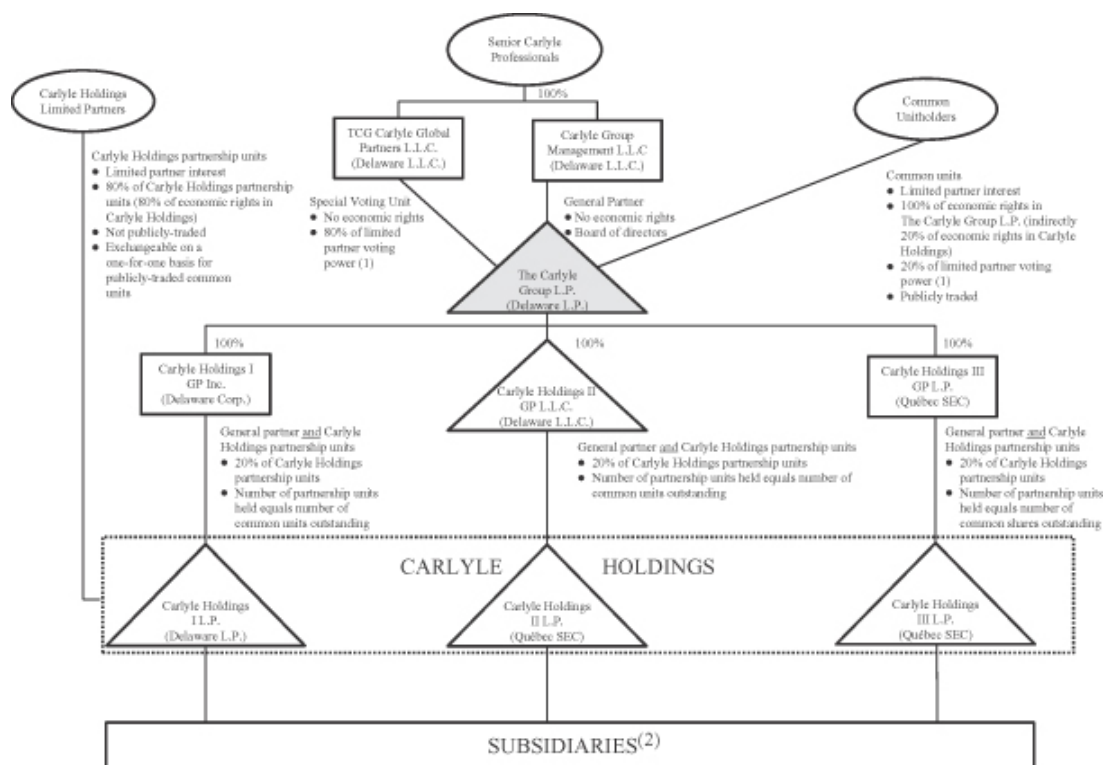 Senior Carlyle
Professionals
Carlyle Holdings
Limited Partners
Common
Unitholders
100%
TCG Carlyle Global
Partners L.L.C.
(Delaware L.L.C.)
Carlyle Group
Management L.L.C
(Delaware L.L.C.)
Carlyle Holdings partnership units
● Limited partner interest
● 80% of Carlyle Holdings partnership
units (80% of economic rights in
Carlyle Holdings)
● Not publicly-traded
● Exchangeable on a
one-for-one basis for
publicly-traded common
units
Special Voting Unit
● No economic rights
● 80% of limited
partner voting
power (1)
General Partner
● No economic rights
● Board of directors
Common units
● Limited partner interest
● 100% of economic rights in
The Carlyle Group L.P. (indirectly
20% of economic rights in Carlyle
Holdings)
● 20% of limited partner voting
power (1)
● Publicly traded
The Carlyle
Group L.P.
(Delaware L.P.)
100%
100%
100%
Carlyle Holdings I
GP Inc.
(Delaware Corp.)
Carlyle Holdings II
GP L.L.C.
(Delaware L.L.C.)
Carlyle Holdings III
GP L.P.
(Québec SEC)
General partner and Carlyle
Holdings partnership units
● 20% of Carlyle Holdings
partnership units
● Number of partnership units
held equals number of
common units outstanding
General partner and Carlyle Holdings partnership units
● 20% of Carlyle Holdings partnership units
● Number of partnership units held equals number of
common units outstanding
General partner and Carlyle
Holdings partnership units
● 20% of Carlyle Holdings
partnership units
● Number of partnership units
held equals number of
common shares outstanding
CARLYLE HOLDINGS
Carlyle Holdings
I L.P.
(Delaware L.P.)
Carlyle Holdings
II L.P.
(Québec SEC)
Carlyle Holdings
III L.P.
(Québec SEC)
SUBSIDIARIES(2)